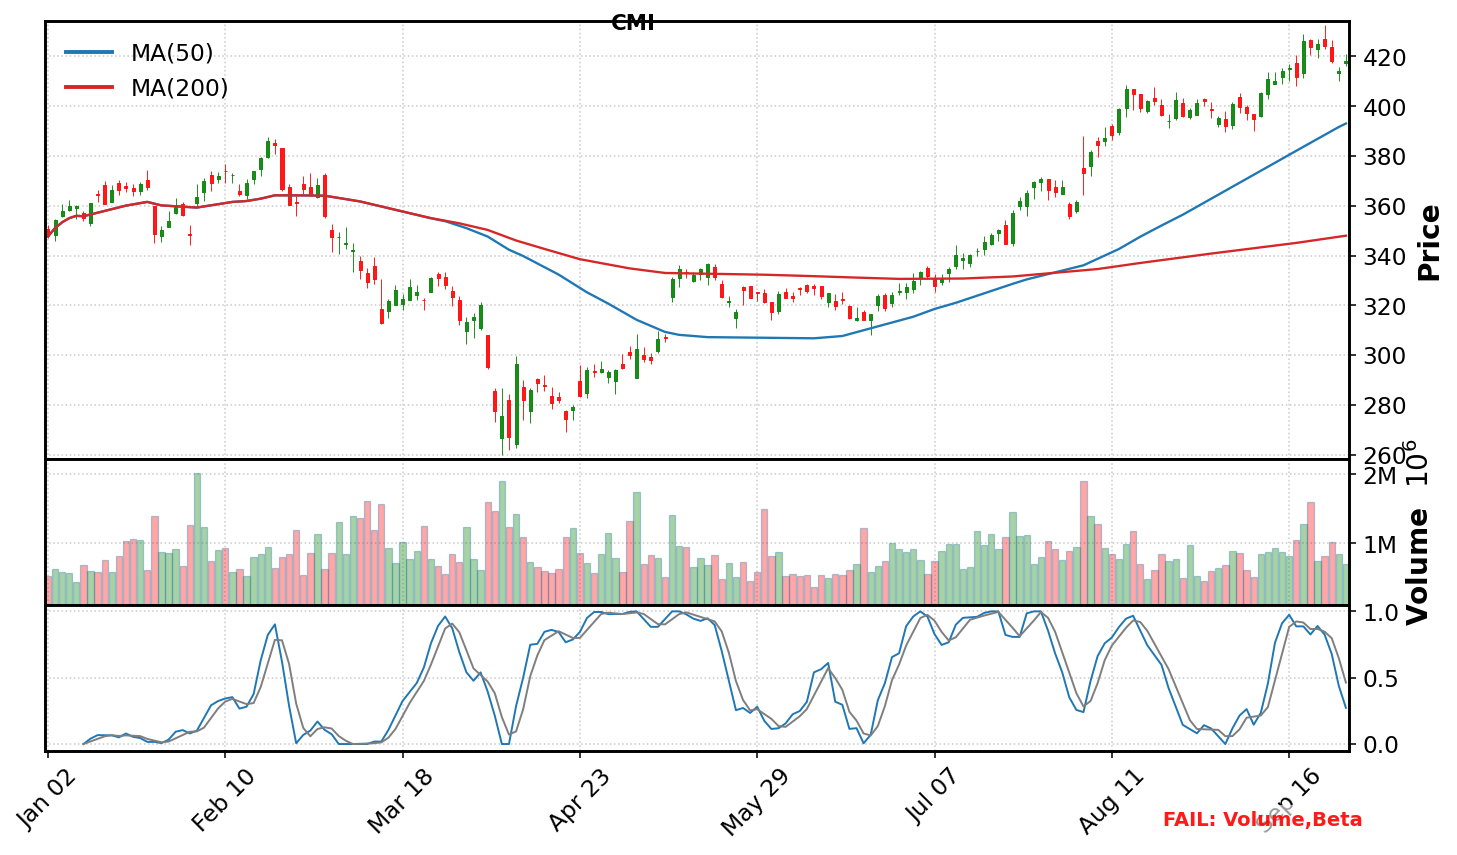 CMI
MA(50)
MA(200)
420
400
380
360
340
320
300
280
260
Price
2M
1M
Volume 10^6
1.0
0.5
0.0
Jan 02
Feb 10
Mar 18
Apr 23
May 29
Jul 07
Aug 11
Sep 16
FAIL: Volume,Beta